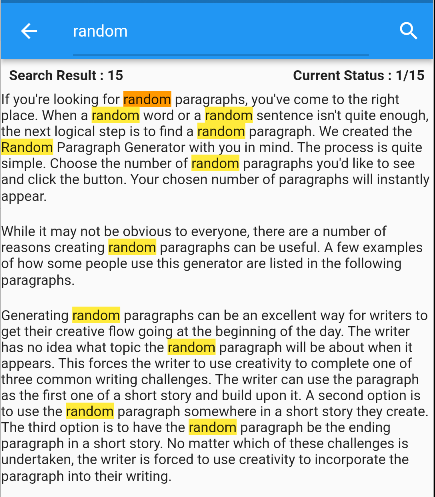 random
Search Result : 15 Current Status : 1/15
If you're looking for random paragraphs, you've come to the right
place. When a random word or a random sentence isn't quite enough,
the next logical step is to find a random paragraph. We created the
Random Paragraph Generator with you in mind. The process is quite
simple. Choose the number of random paragraphs you'd like to see
and click the button. Your chosen number of paragraphs will instantly
appear.
While it may not be obvious to everyone, there are a number of
reasons creating random paragraphs can be useful. A few examples
of how some people use this generator are listed in the following
paragraphs.
Generating random paragraphs can be an excellent way for writers to
get their creative flow going at the beginning of the day. The writer
has no idea what topic the random paragraph will be about when it
appears. This forces the writer to use creativity to complete one of
three common writing challenges. The writer can use the paragraph
as the first one of a short story and build upon it. A second option is
to use the random paragraph somewhere in a short story they create.
The third option is to have the random paragraph be the ending
paragraph in a short story. No matter which of these challenges is
undertaken, the writer is forced to use creativity to incorporate the
paragraph into their writing.